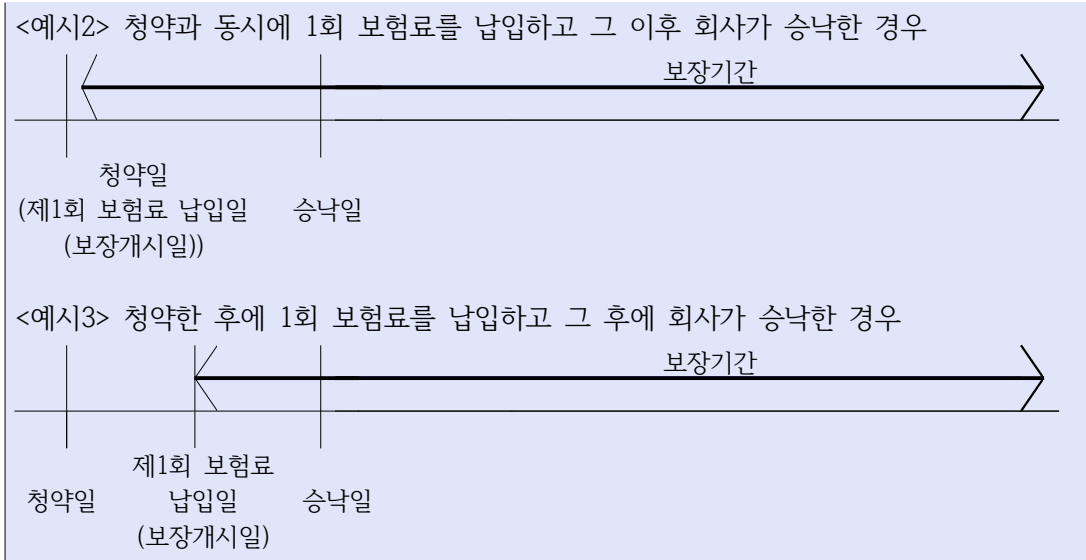 <예시2> 청약과 동시에 1회 보험료를 납입하고 그 이후 회사가 승낙한 경우
보장기간
청약일
(제1회 보험료 납입일 승낙일
(보장개시일))
<예시3> 청약한 후에 1회 보험료를 납입하고 그 후에 회사가 승낙한 경우
보장기간
제1회 보험료
청약일 납입일 승낙일
(보장개시일)